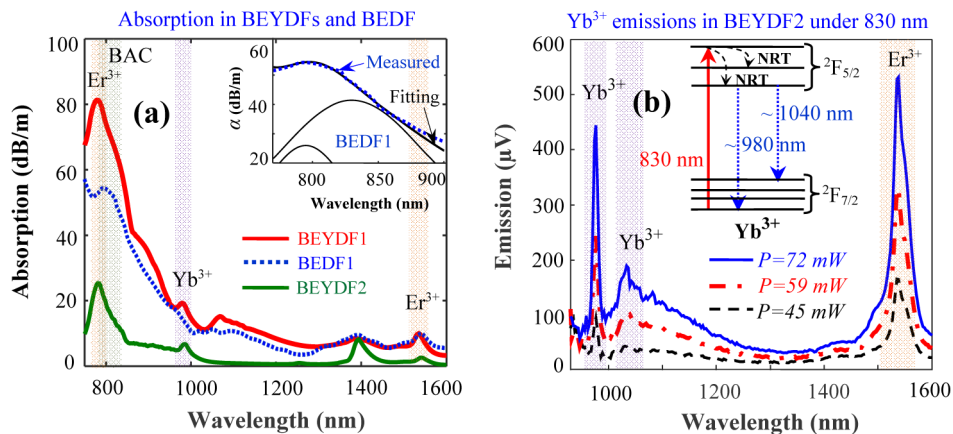 Absorption in BEYDFs and BEDF
100
80
60
40
20
0
Absorption (dB/m)
800
1000
1200
1400
1600
Wavelength (nm)
BAC
Er³⁺
(a)
Yb³⁺
Er³⁺
BEYDF1
BEDF1
BEYDF2
60
40
20
α (dB/m)
Measured
Fitting
BEDF1
800
850
900
Wavelength (nm)
Yb³⁺ emissions in BEYDF2 under 830 nm
600
500
400
300
200
100
0
Emission (µV)
1000
1200
1400
1600
Wavelength (nm)
Yb³⁺
(b)
Er³⁺
Yb³⁺
NRT
NRT
²F5/2
~ 1040 nm
~ 980 nm
830 nm
²F7/2
Yb³⁺
P=72 mW
P=59 mW
P=45 mW